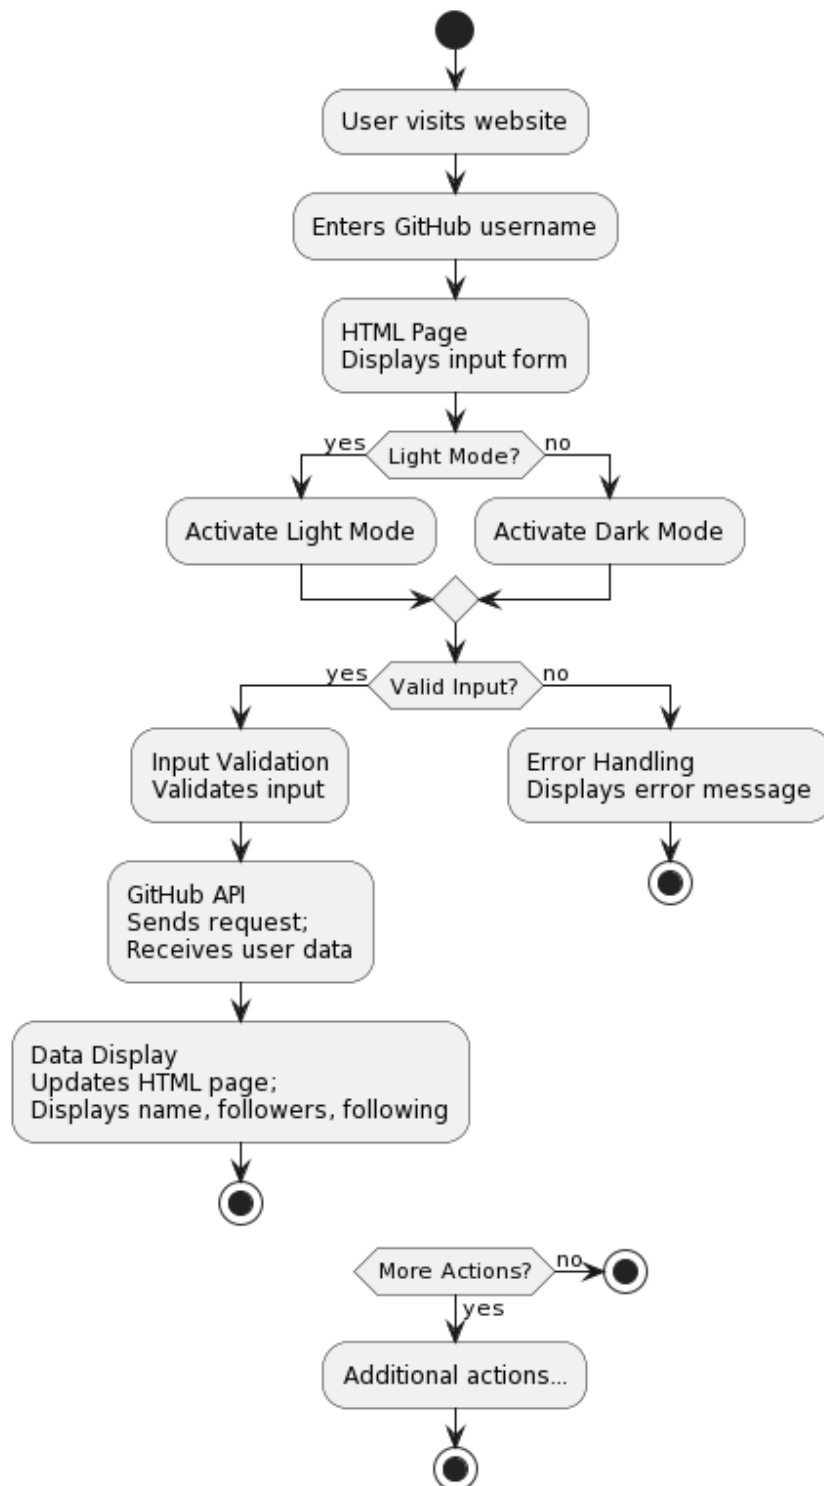 User visits website
Enters GitHub username
HTML Page
Displays input form
yes
Light Mode?
no
Activate Light Mode
Activate Dark Mode
yes
Valid Input?
no
Input Validation
Validates input
Error Handling
Displays error message
GitHub API
Sends request;
Receives user data
Data Display
Updates HTML page;
Displays name, followers, following
More Actions?
no
yes
Additional actions...